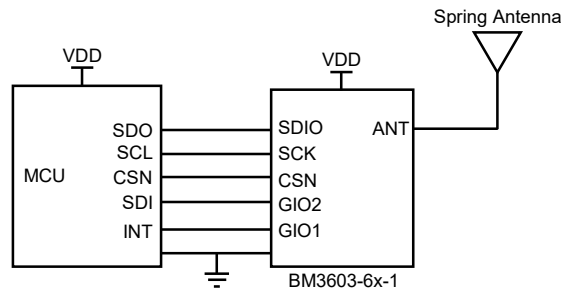 Spring Antenna
VDD
VDD
SDO
SDIO
ANT
SCL
SCK
MCU
CSN
CSN
SDI
GIO2
INT
GIO1
BM3603-6x-1